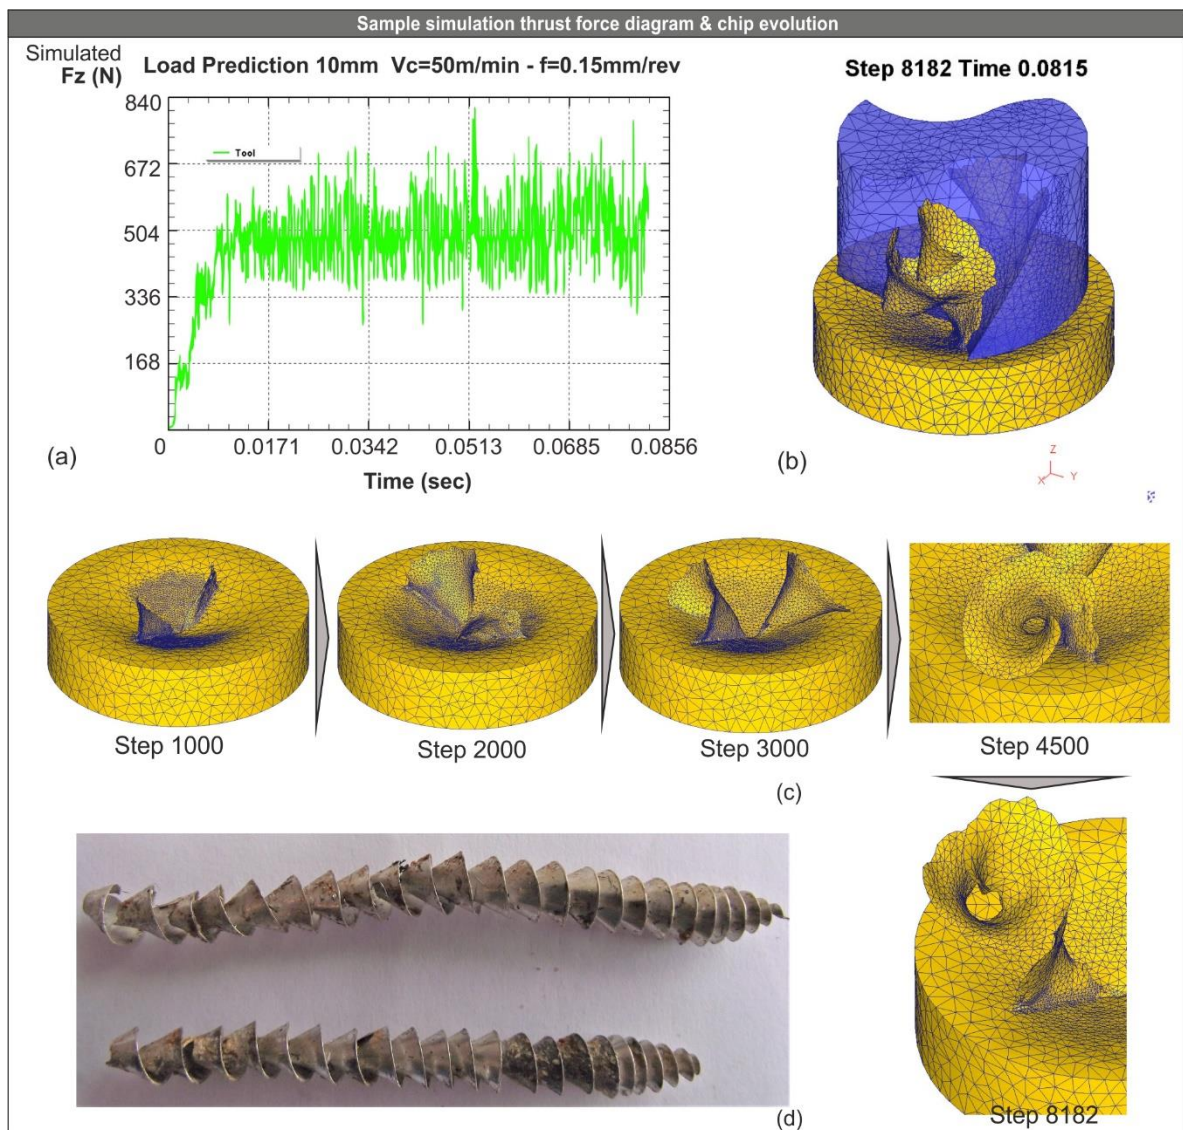 Sample simulation thrust force diagram & chip evolution
Simulated
Fz (N)
Load Prediction 10mm Vc=50m/min - f=0.15mm/rev
Step 8182 Time 0.0815
840
672
504
336
168
Tool
0 0.0171 0.0342 0.0513 0.0685 0.0856
Time (sec)
(a)
(b)
Z
X Y
Step 1000
Step 2000
Step 3000
Step 4500
(c)
(d)
Step 8182